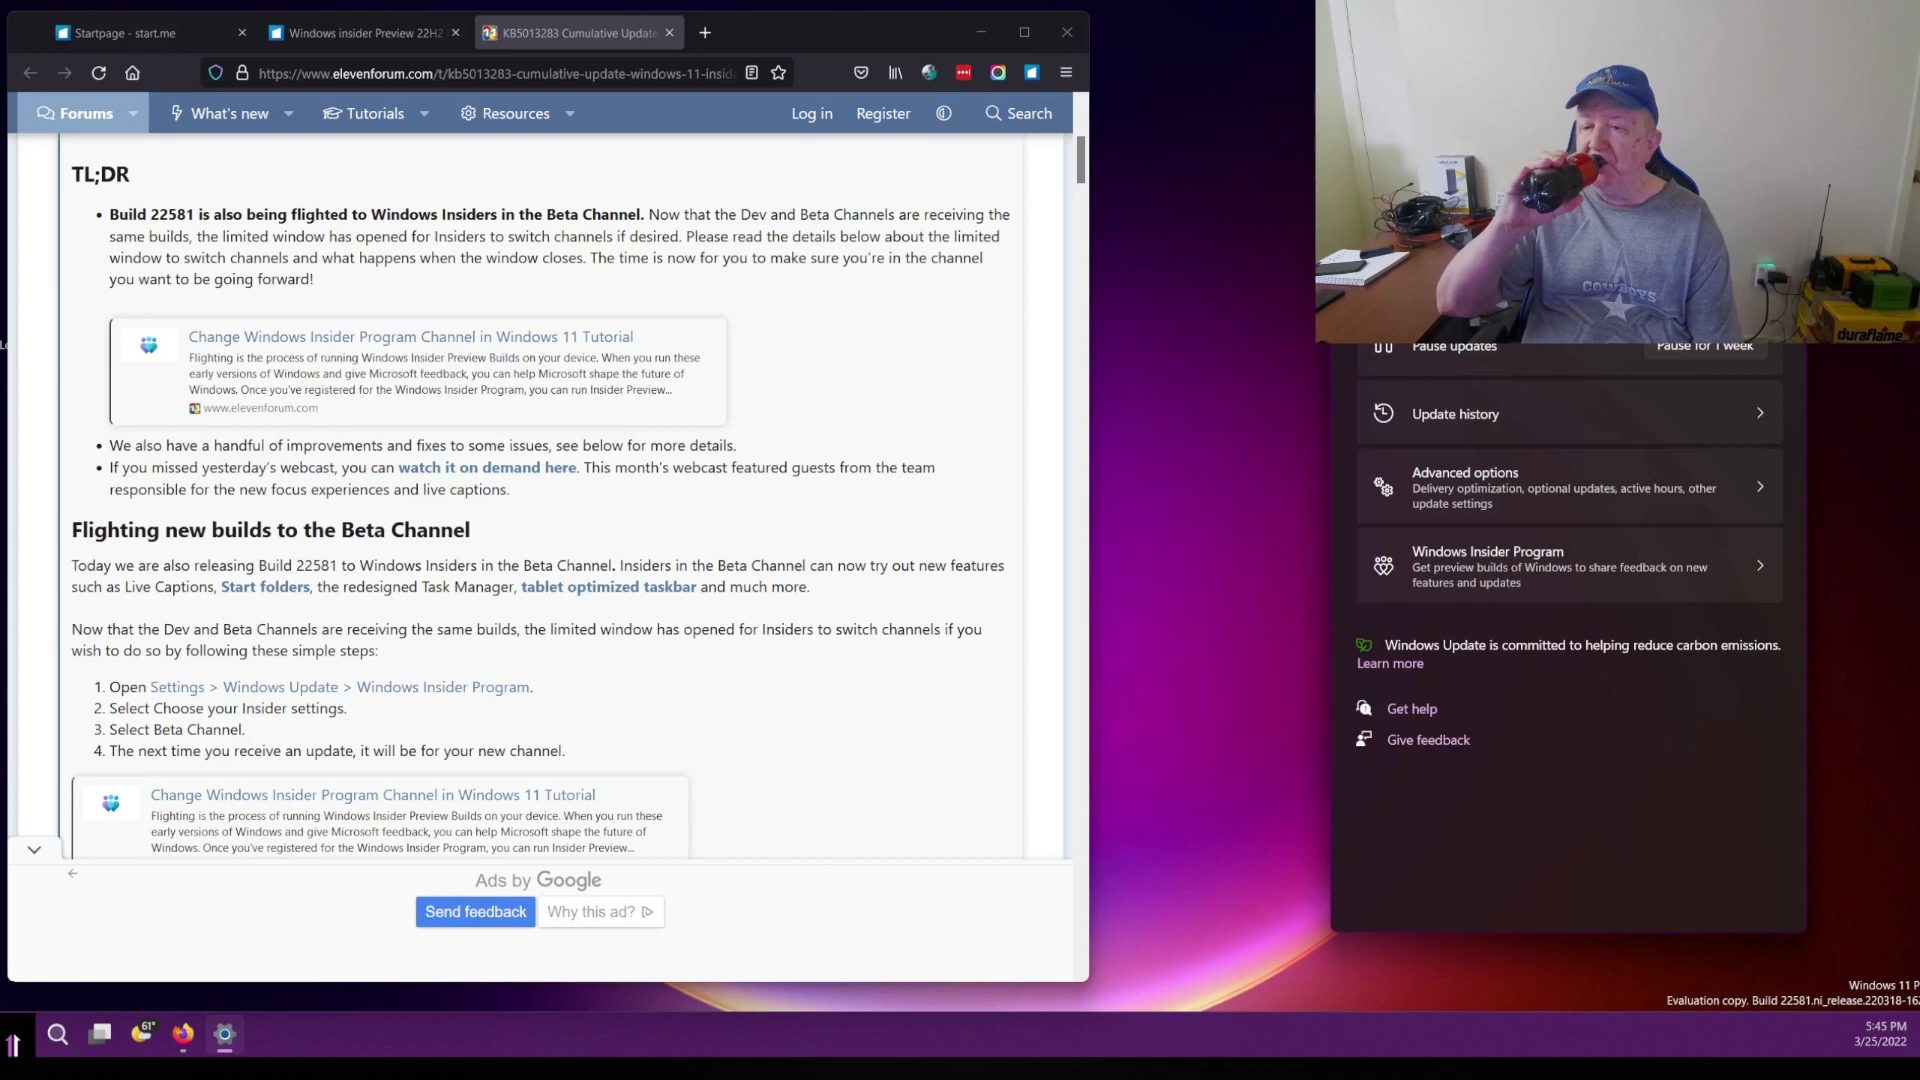 Startpage - start.me
Windows insider Preview 22H2
KB5013283 Cumulative Update
https://www.elevenforum.com/t/kb5013283-cumulative-update-windows-11-insid
Forums
What's new
Tutorials
Resources
Log in
Register
Search
TL;DR
• Build 22581 is also being flighted to Windows Insiders in the Beta Channel. Now that the Dev and Beta Channels are receiving the
same builds, the limited window has opened for Insiders to switch channels if desired. Please read the details below about the limited
window to switch channels and what happens when the window closes. The time is now for you to make sure you're in the channel
you want to be going forward!
Change Windows Insider Program Channel in Windows 11 Tutorial
Flighting is the process of running Windows Insider Preview Builds on your device. When you run these
early versions of Windows and give Microsoft feedback, you can help Microsoft shape the future of
Windows. Once you've registered for the Windows Insider Program, you can run Insider Preview...
www.elevenforum.com
• We also have a handful of improvements and fixes to some issues, see below for more details.
• If you missed yesterday's webcast, you can watch it on demand here. This month's webcast featured guests from the team
responsible for the new focus experiences and live captions.
Flighting new builds to the Beta Channel
Today we are also releasing Build 22581 to Windows Insiders in the Beta Channel. Insiders in the Beta Channel can now try out new features
such as Live Captions, Start folders, the redesigned Task Manager, tablet optimized taskbar and much more.
Now that the Dev and Beta Channels are receiving the same builds, the limited window has opened for Insiders to switch channels if you
wish to do so by following these simple steps:
1. Open Settings > Windows Update > Windows Insider Program.
2. Select Choose your Insider settings.
3. Select Beta Channel.
4. The next time you receive an update, it will be for your new channel.
Change Windows Insider Program Channel in Windows 11 Tutorial
Flighting is the process of running Windows Insider Preview Builds on your device. When you run these
early versions of Windows and give Microsoft feedback, you can help Microsoft shape the future of
Windows. Once you've registered for the Windows Insider Program, you can run Insider Preview...
Ads by Google
Send feedback
Why this ad?
COWBOYS
duraflame
Pause updates
Pause for 1 week
Update history
Advanced options
Delivery optimization, optional updates, active hours, other
update settings
Windows Insider Program
Get preview builds of Windows to share feedback on new
features and updates
Windows Update is committed to helping reduce carbon emissions.
Learn more
Get help
Give feedback
Windows 11 P
Evaluation copy. Build 22581.ni_release.220318-16
61°
5:45 PM
3/25/2022